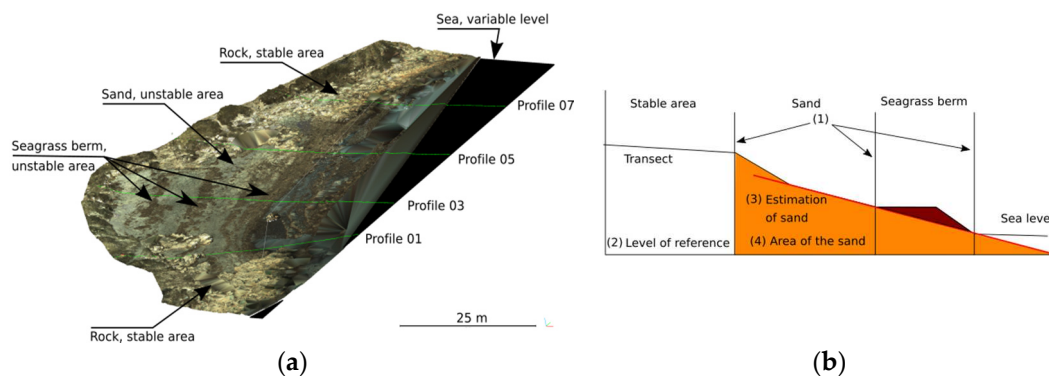 Sea, variable level
Rock, stable area
Sand, unstable area
Seagrass berm,
unstable area
Profile 07
Profile 05
Profile 03
Profile 01
Rock, stable area
25 m
(a)
Stable area
Sand
(1)
Seagrass berm
Transect
(3) Estimation
of sand
Sea level
(2) Level of reference
(4) Area of the sand
(b)